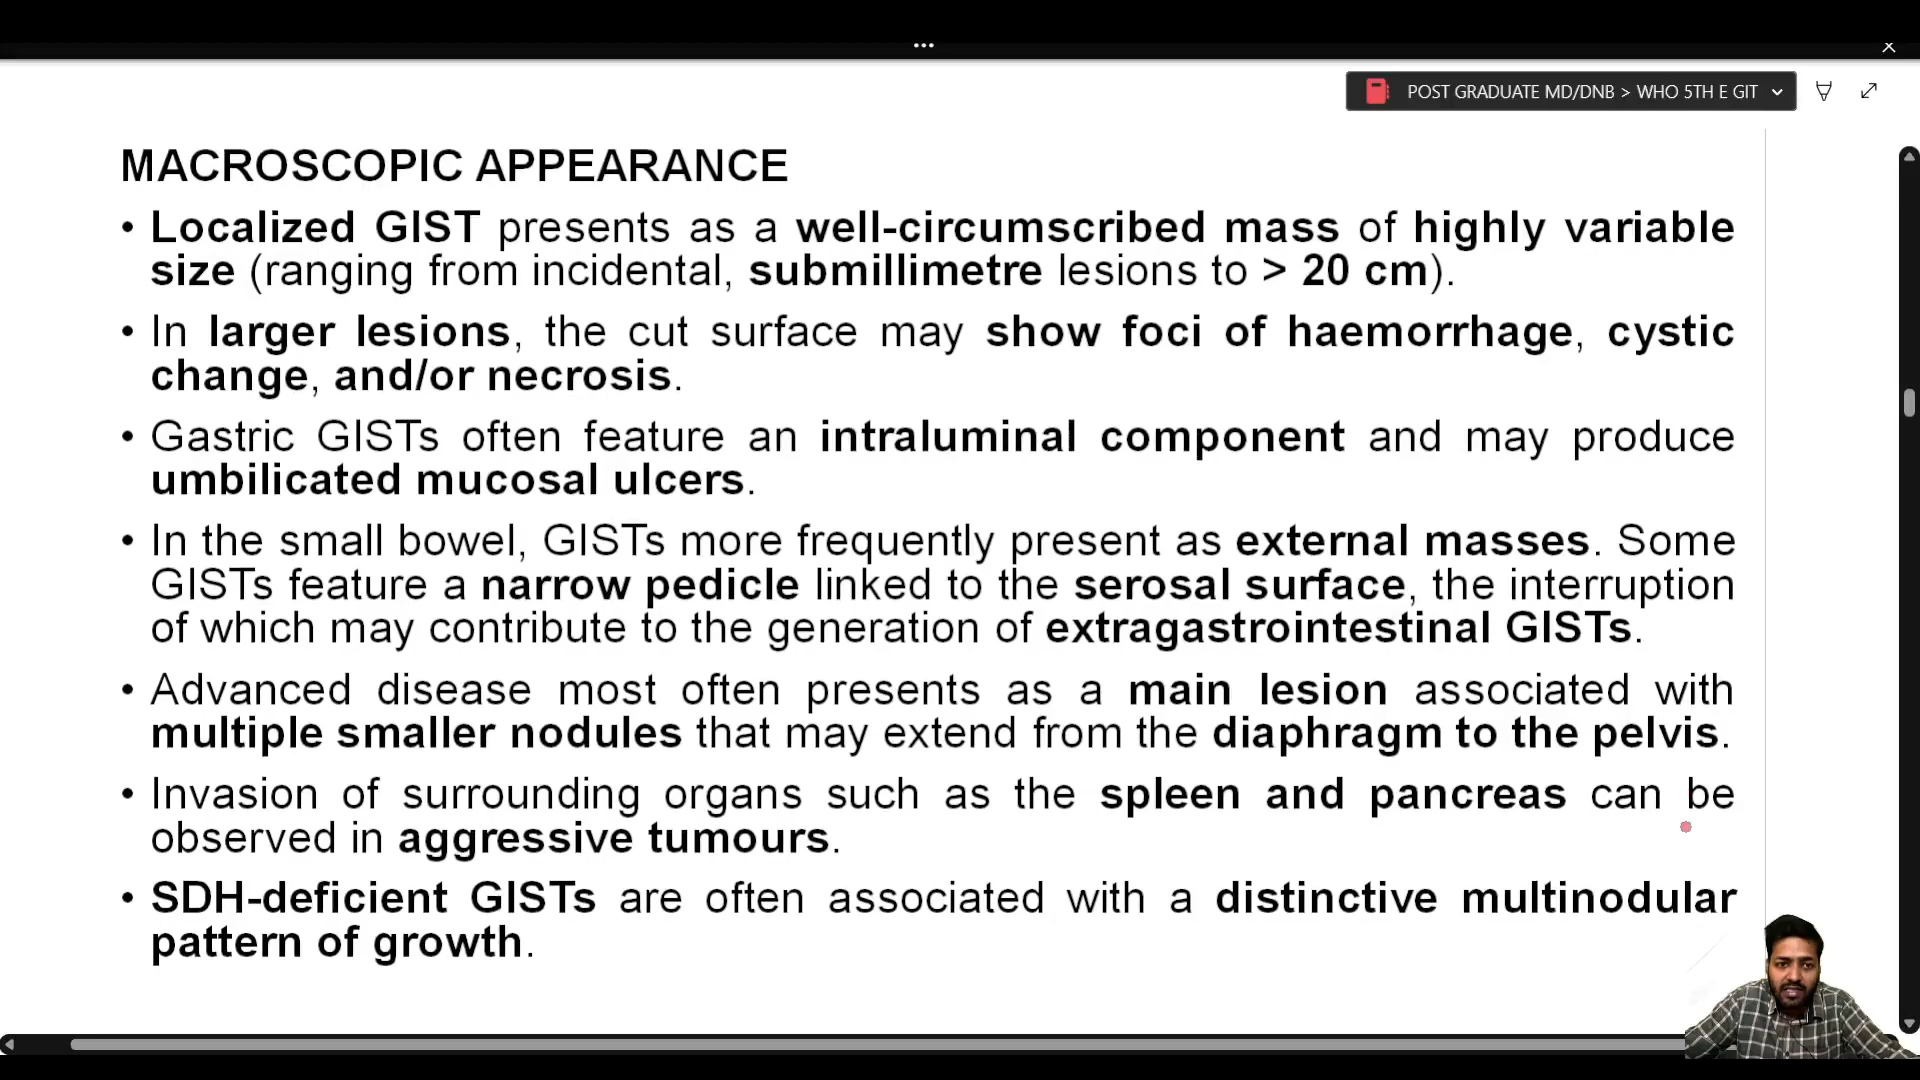 •••
POST GRADUATE MD/DNB > WHO 5TH E GIT
MACROSCOPIC APPEARANCE
• Localized GIST presents as a well-circumscribed mass of highly variable
size (ranging from incidental, submillimetre lesions to > 20 cm).
• In larger lesions, the cut surface may show foci of haemorrhage, cystic
change, and/or necrosis.
• Gastric GISTs often feature an intraluminal component and may produce
umbilicated mucosal ulcers.
• In the small bowel, GISTs more frequently present as external masses. Some
GISTs feature a narrow pedicle linked to the serosal surface, the interruption
of which may contribute to the generation of extragastrointestinal GISTs.
• Advanced disease most often presents as a main lesion associated with
multiple smaller nodules that may extend from the diaphragm to the pelvis.
• Invasion of surrounding organs such as the spleen and pancreas can be
observed in aggressive tumours.
• SDH-deficient GISTs are often associated with a distinctive multinodular
pattern of growth.